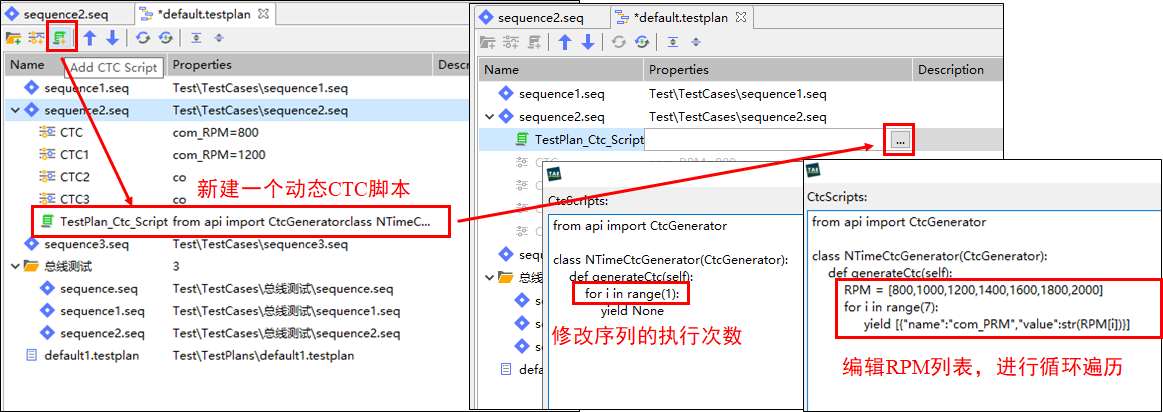 sequence2.seq
*default.testplan
Add CTC Script
Name Properties Descr
sequence1.seq Test\TestCases\sequence1.seq
sequence2.seq Test\TestCases\sequence2.seq
CTC com_RPM=800
CTC1 com_RPM=1200
CTC2 co
CTC3 co
新建一个动态CTC脚本
TestPlan_Ctc_Script from api import CtcGeneratorclass NTimeC...
sequence3.seq Test\TestCases\sequence3.seq
总线测试 3
sequence.seq Test\TestCases\总线测试\sequence.seq
sequence1.seq Test\TestCases\总线测试\sequence1.seq
sequence2.seq Test\TestCases\总线测试\sequence2.seq
default1.testplan Test\TestPlans\default1.testplan
sequence2.seq
*default.testplan
Name Properties Description
sequence1.seq Test\TestCases\sequence1.seq
sequence2.seq Test\TestCases\sequence2.seq
TestPlan_Ctc_Script ...
TAE
CtcScripts:
from api import CtcGenerator
class NTimeCtcGenerator(CtcGenerator):
def generateCtc(self):
for i in range(1):
yield None
修改序列的执行次数
TAE
CtcScripts:
from api import CtcGenerator
class NTimeCtcGenerator(CtcGenerator):
def generateCtc(self):
RPM = [800,1000,1200,1400,1600,1800,2000]
for i in range(7):
yield [{"name":"com_PRM","value":str(RPM[i])}]
编辑RPM列表，进行循环遍历